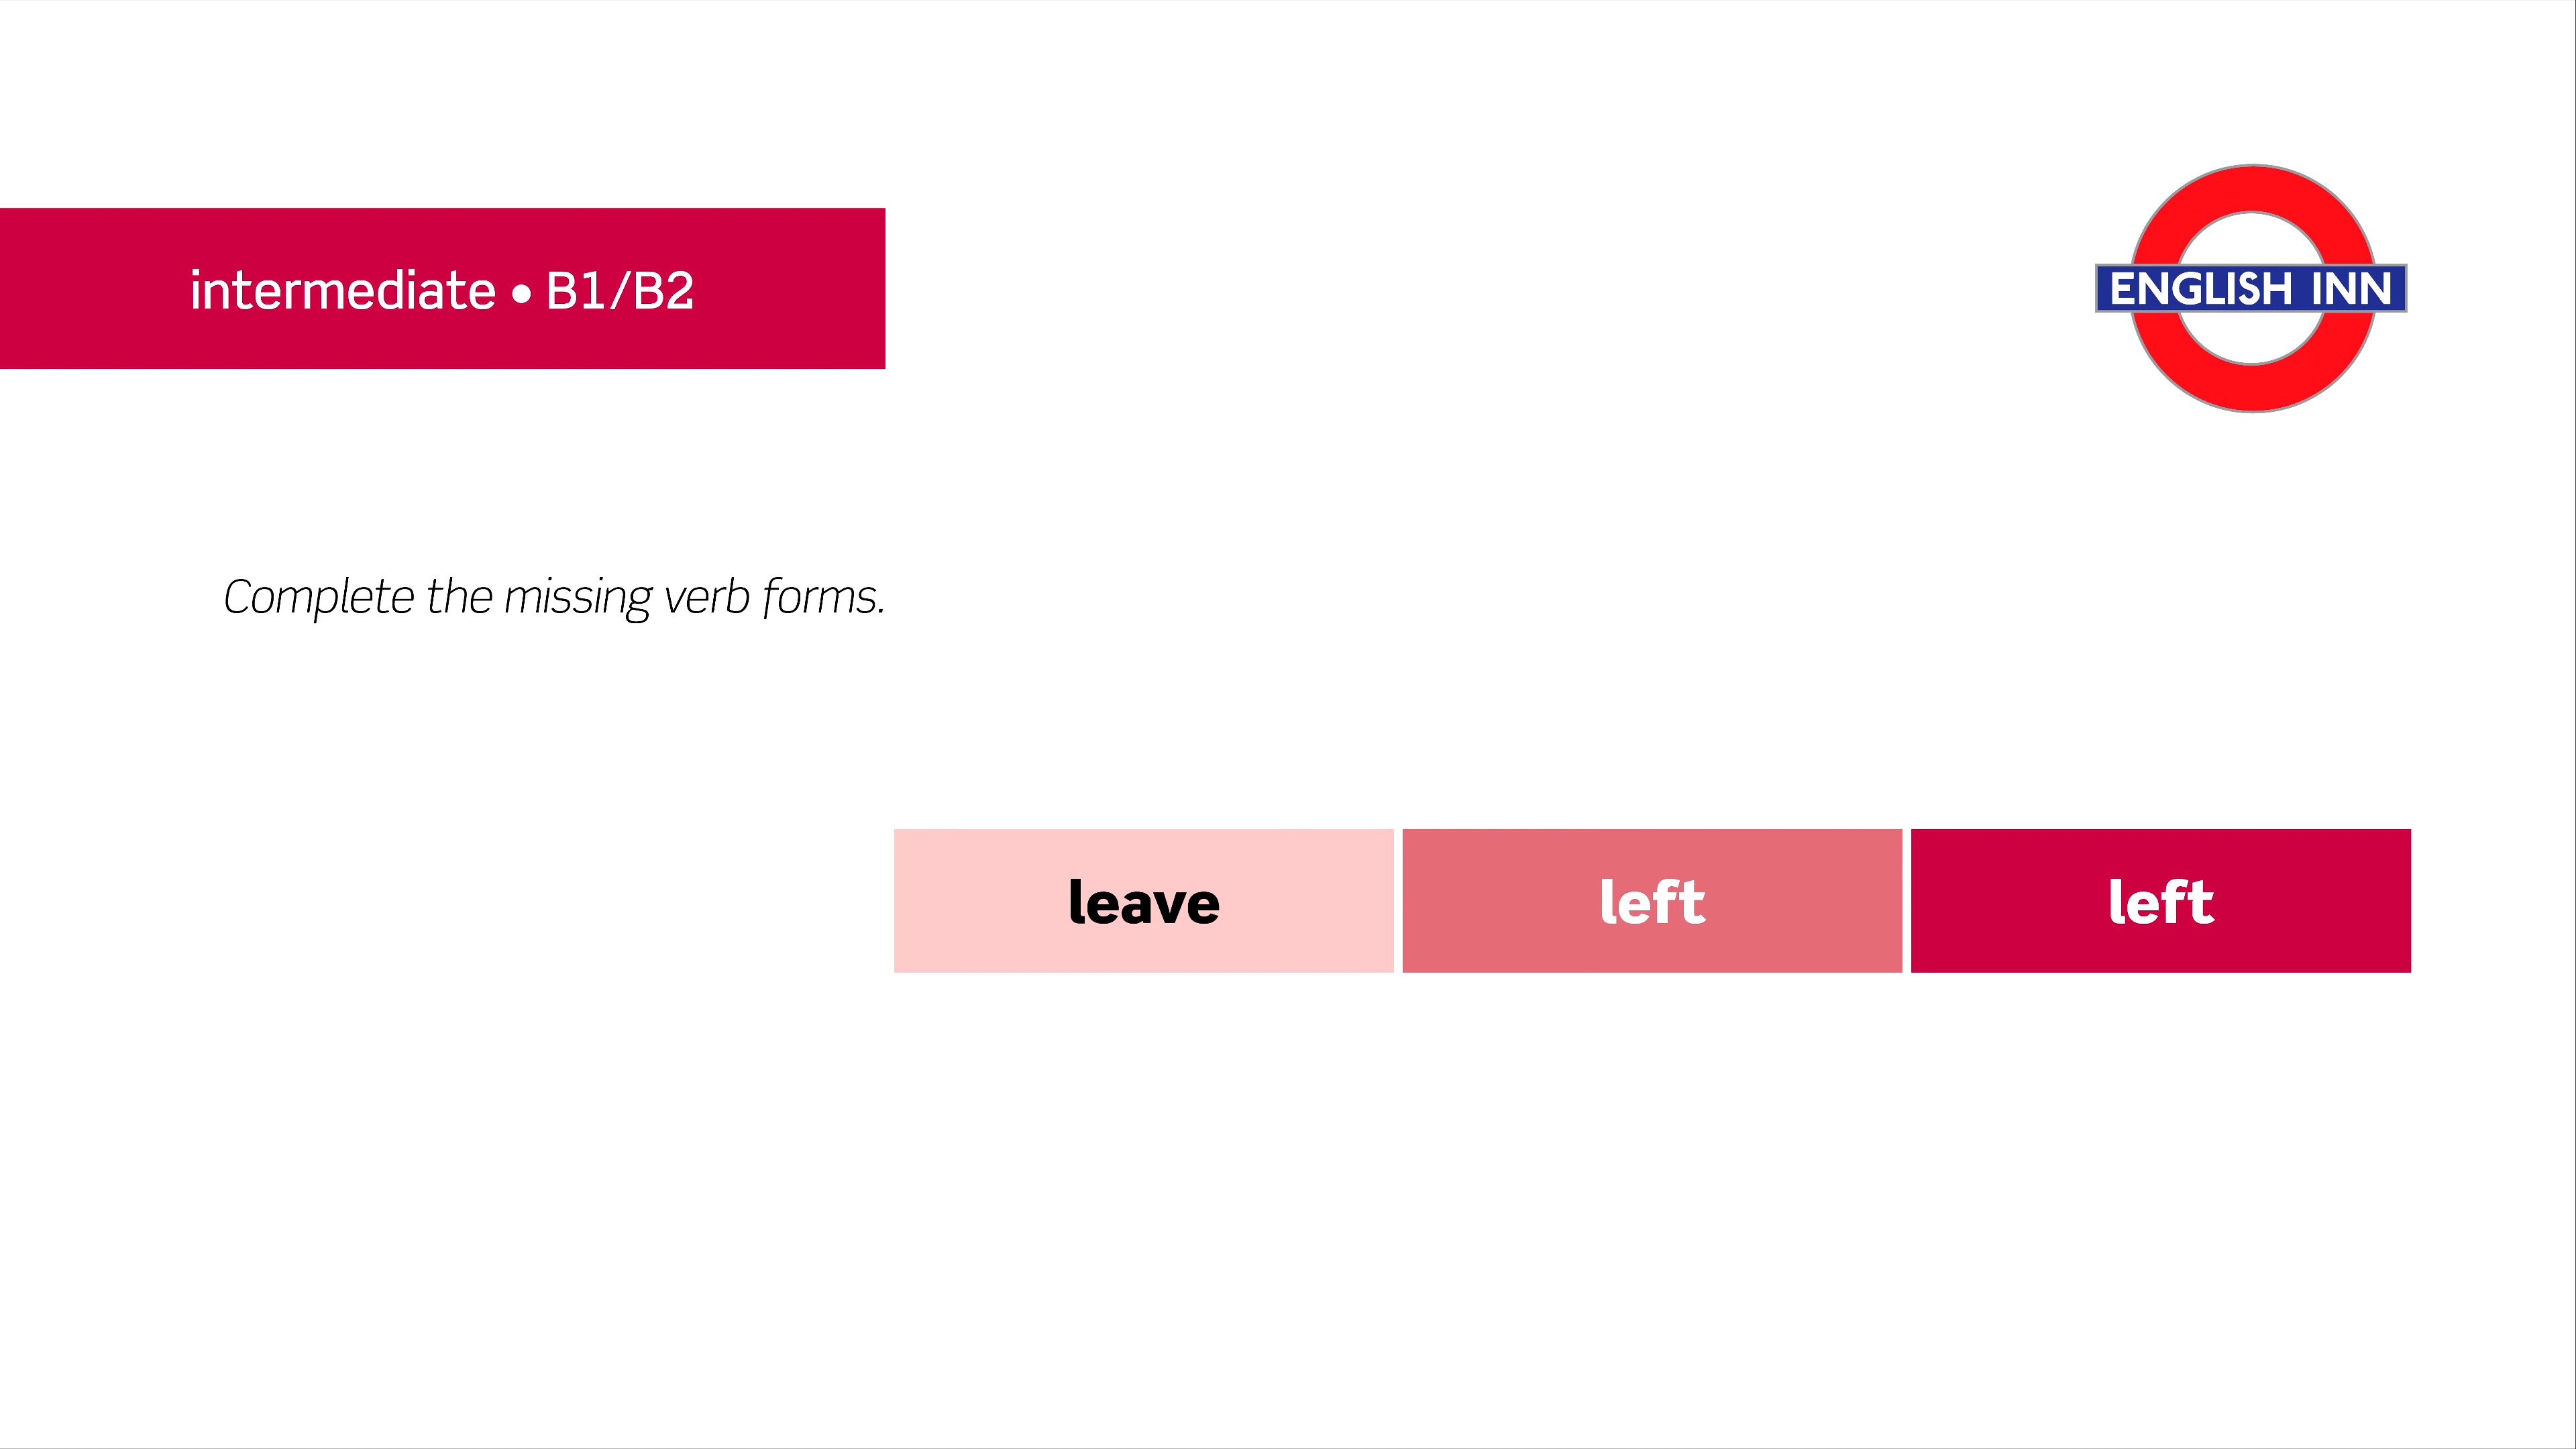 intermediate • B1/B2
ENGLISH INN
Complete the missing verb forms.
leave left left